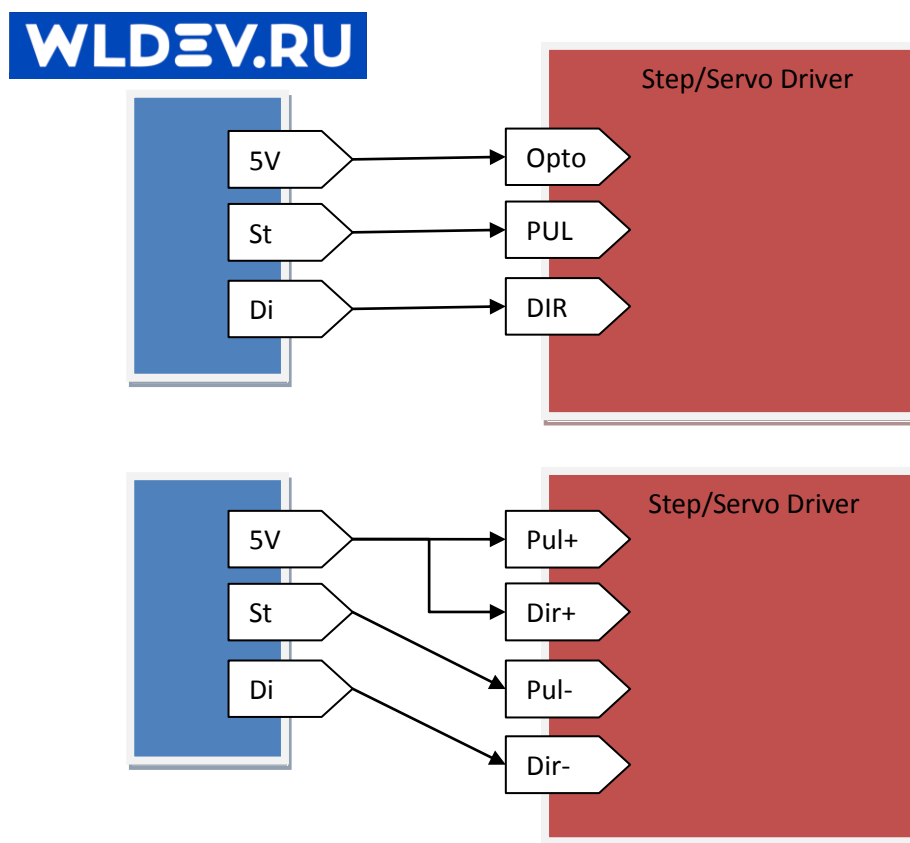 WLDEV.RU
Step/Servo Driver
5V
Opto
St
PUL
Di
DIR
Step/Servo Driver
5V
Pul+
St
Dir+
Di
Pul-
Dir-